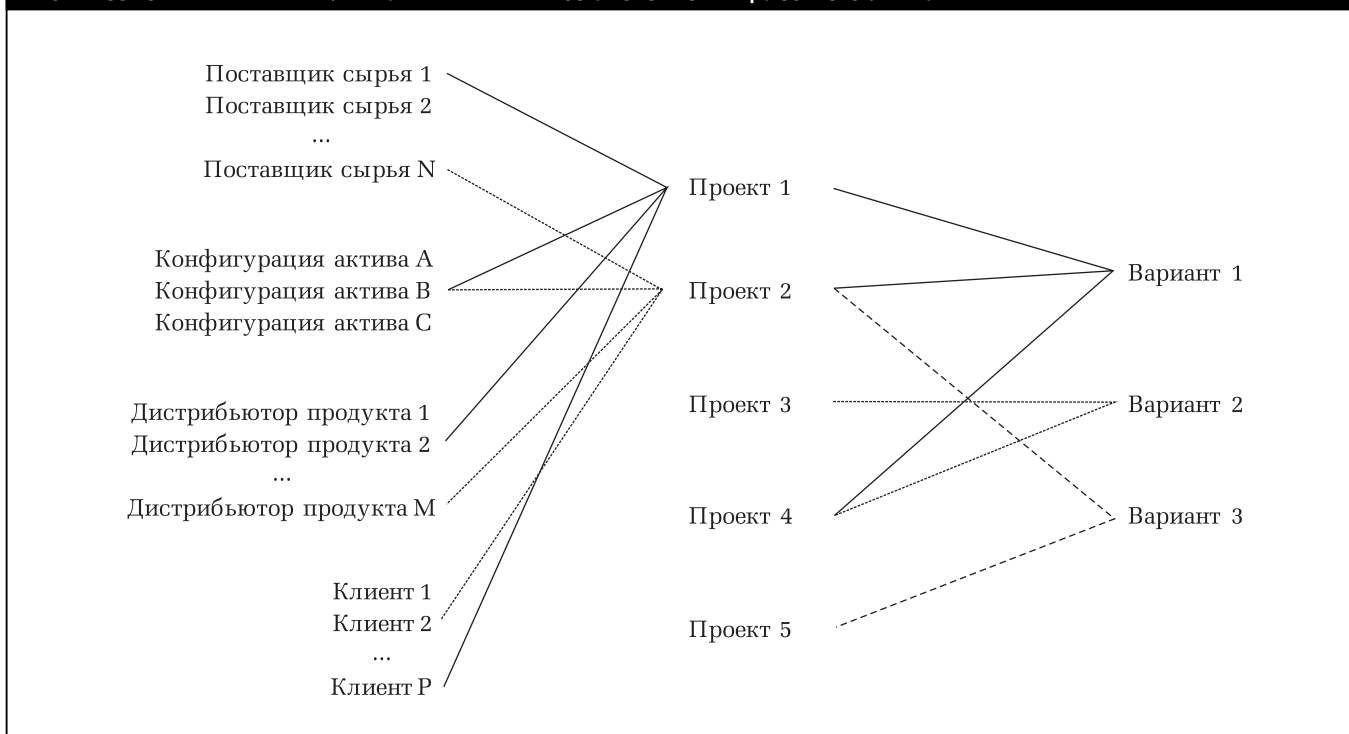 Поставщик сырья 1
Поставщик сырья 2
...
Поставщик сырья N
Конфигурация актива A
Конфигурация актива B
Конфигурация актива C
Дистрибьютор продукта 1
Дистрибьютор продукта 2
...
Дистрибьютор продукта M
Клиент 1
Клиент 2
...
Клиент P
Проект 1
Проект 2
Проект 3
Проект 4
Проект 5
Вариант 1
Вариант 2
Вариант 3